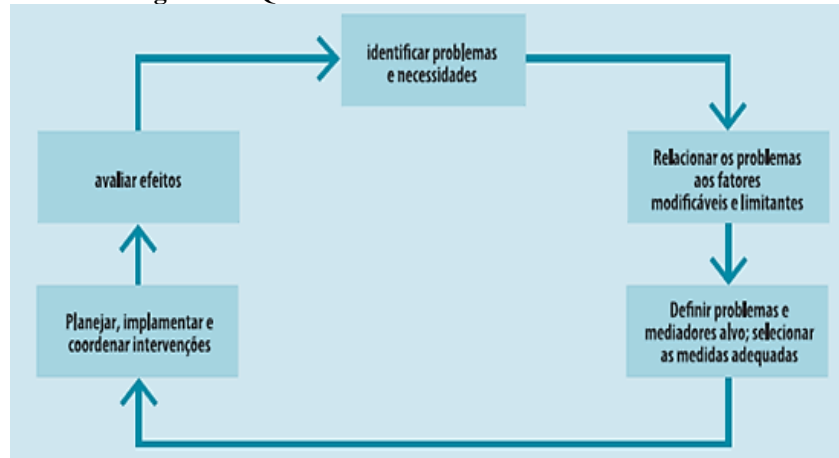 identificar problemas
e necessidades
Relacionar os problemas
aos fatores
modificáveis e limitantes
Definir problemas e
mediadores alvo; selecionar
as medidas adequadas
Planejar, implamentar e
coordenar intervenções
avaliar efeitos